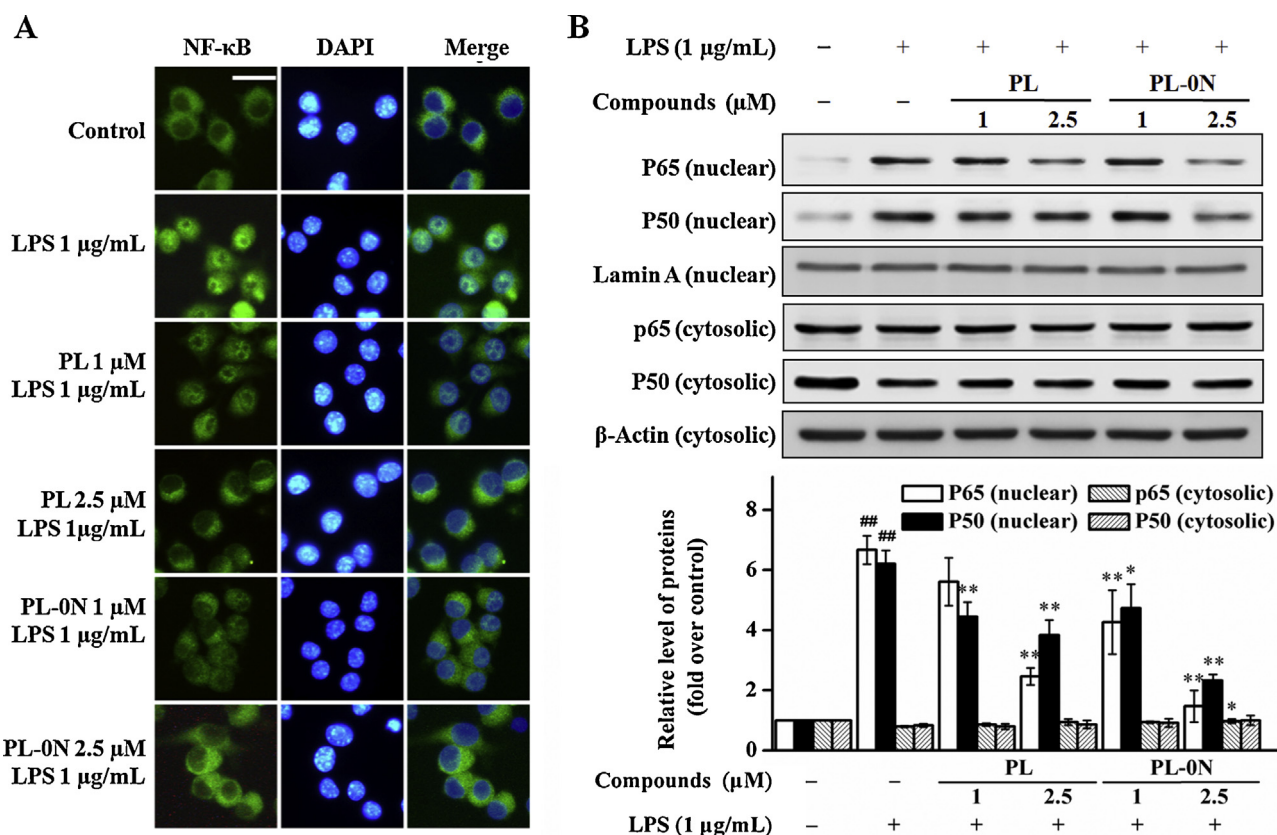 A
NF-κB DAPI Merge
Control
LPS 1 μg/mL
PL 1 μM
LPS 1 μg/mL
PL 2.5 μM
LPS 1μg/mL
PL-0N 1 μM
LPS 1 μg/mL
PL-0N 2.5 μM
LPS 1 μg/mL
B
LPS (1 μg/mL) – + + + + +
PL PL-0N
Compounds (μM) – –
1 2.5 1 2.5
P65 (nuclear)
P50 (nuclear)
Lamin A (nuclear)
p65 (cytosolic)
P50 (cytosolic)
β-Actin (cytosolic)
Relative level of proteins
(fold over control)
8
6
4
2
0
P65 (nuclear) p65 (cytosolic)
P50 (nuclear) P50 (cytosolic)
## ##
** ** ** ** * ** ** *
PL PL-0N
Compounds (μM) – –
1 2.5 1 2.5
LPS (1 μg/mL) – + + + + +